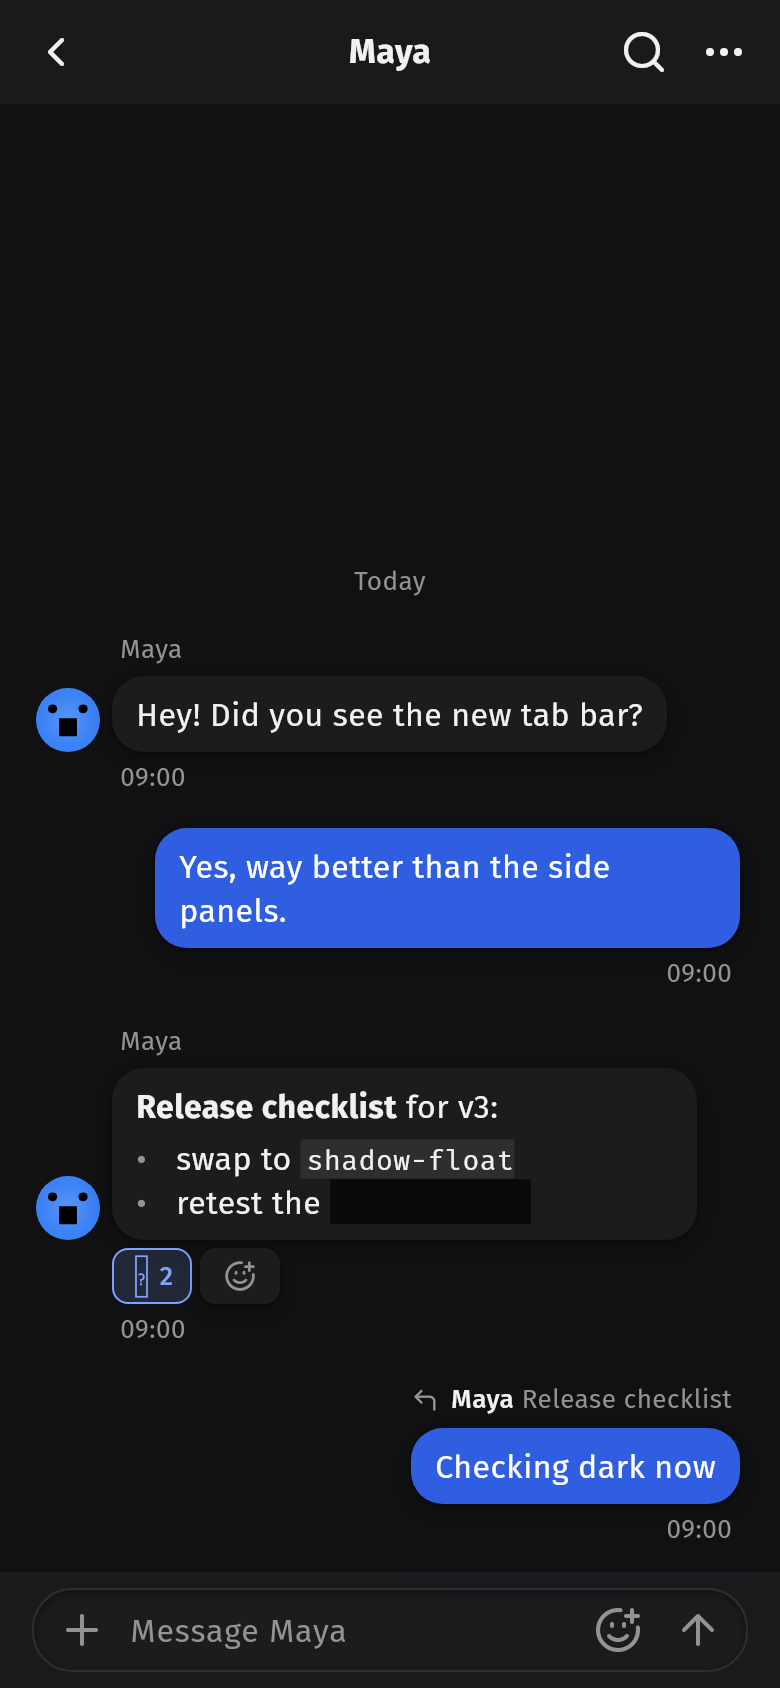 Maya
Today
Maya
Hey! Did you see the new tab bar?
09:00
Yes, way better than the side
panels.
09:00
Maya
Release checklist for v3:
• swap to shadow-float
• retest the
2
09:00
Maya Release checklist
Checking dark now
09:00
Message Maya